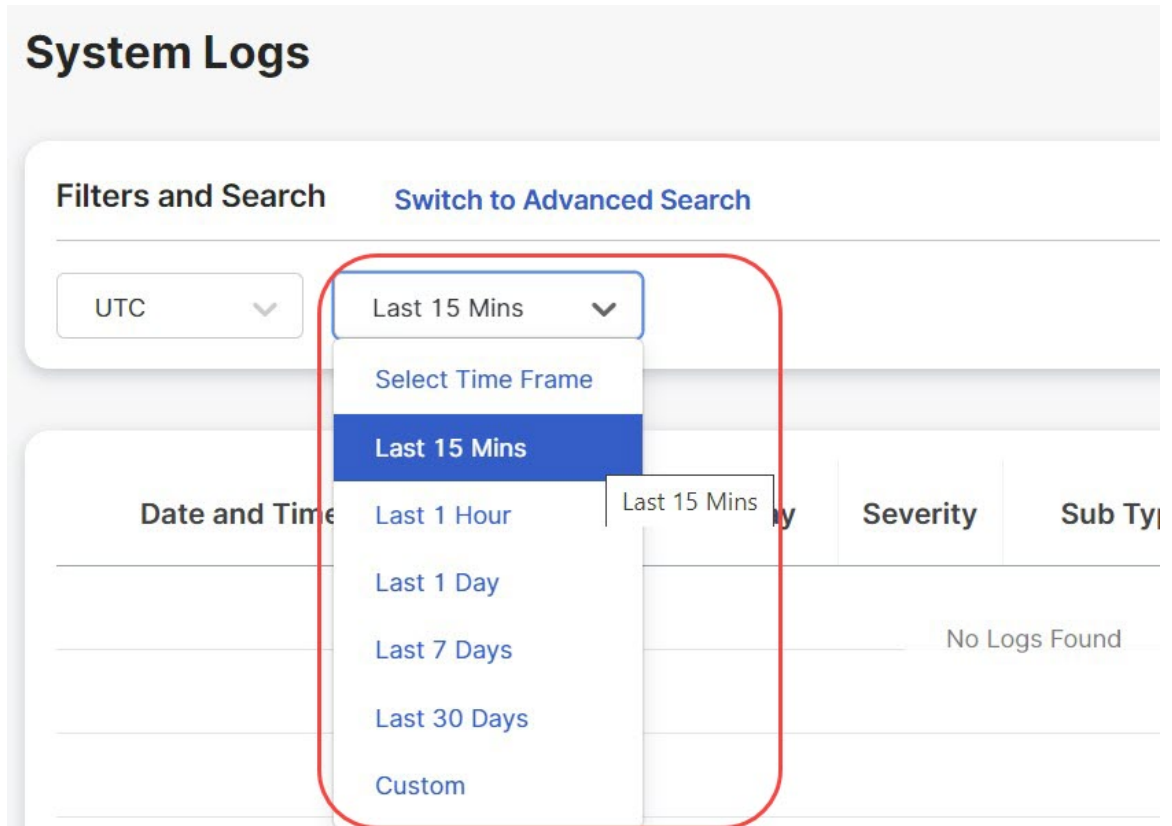 System Logs
Filters and Search Switch to Advanced Search
UTC Last 15 Mins
Select Time Frame
Last 15 Mins
Last 15 Mins
Date and Time Last 1 Hour Severity
Last 1 Day
No Logs Found
Last 7 Days
Last 30 Days
Custom